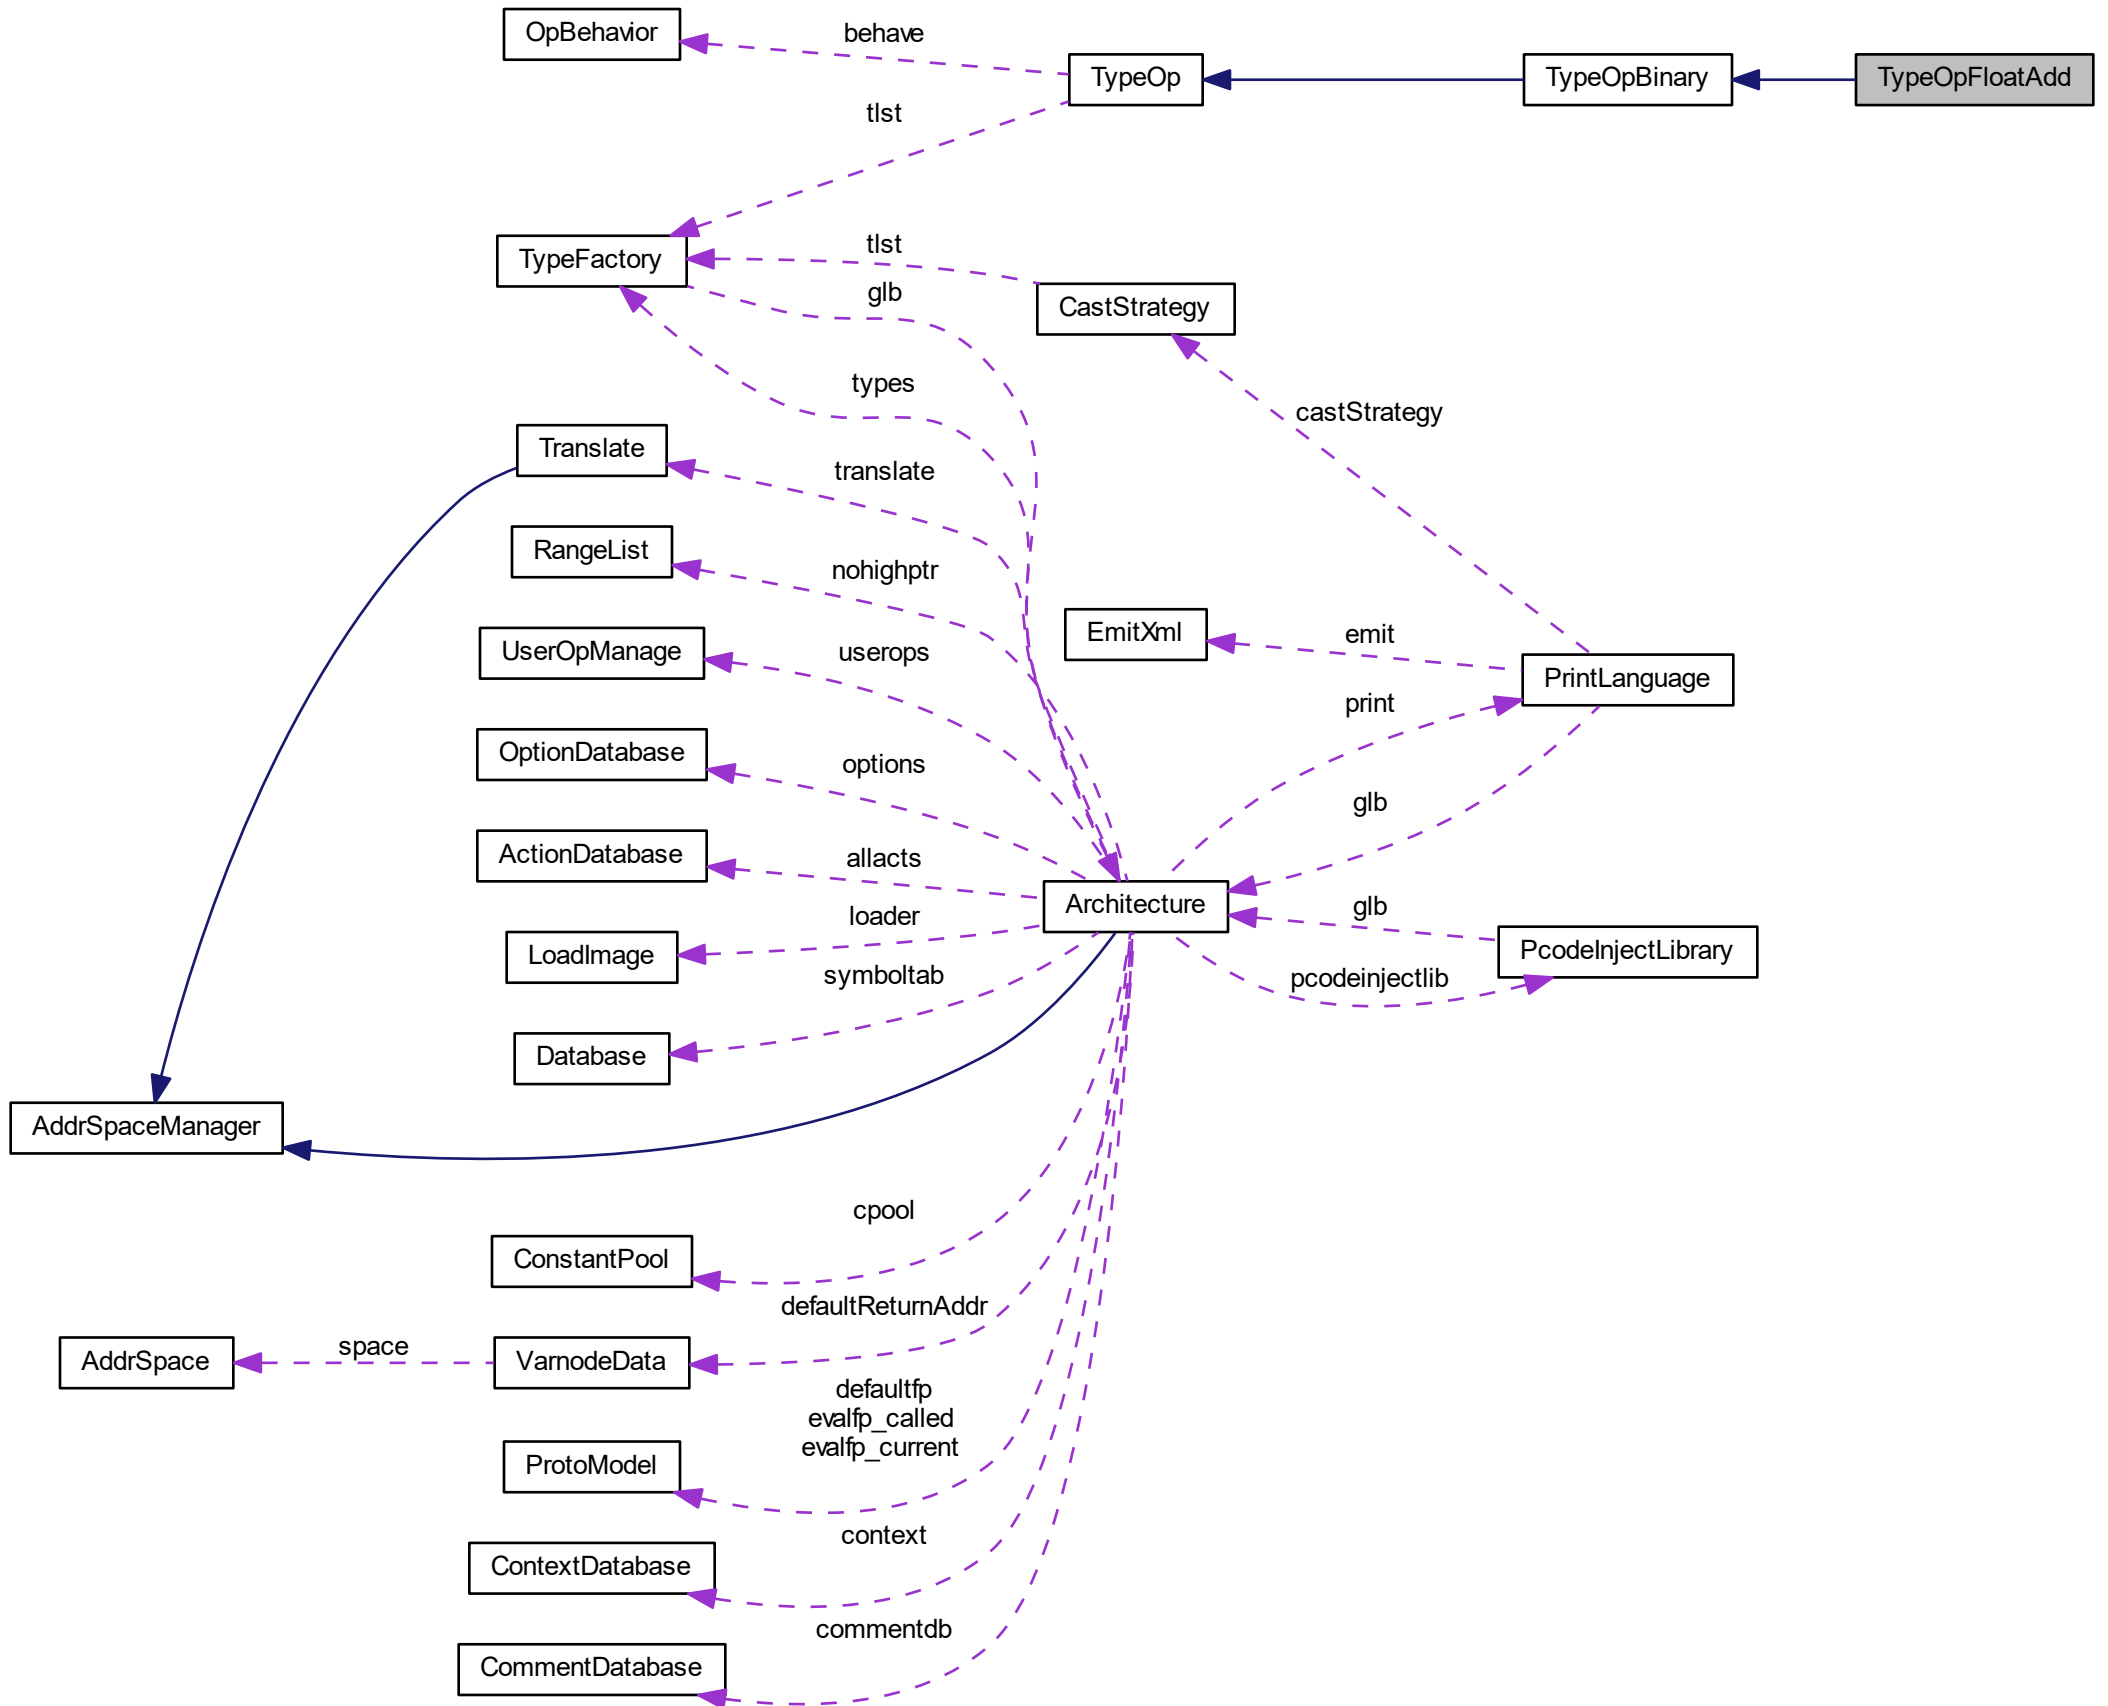 OpBehavior
behave
TypeOp
TypeOpBinary
TypeOpFloatAdd
tlst
TypeFactory
tlst
glb
CastStrategy
types
castStrategy
Translate
translate
RangeList
nohighptr
EmitXml
emit
UserOpManage
userops
PrintLanguage
print
OptionDatabase
options
glb
ActionDatabase
allacts
Architecture
glb
LoadImage
loader
PcodeInjectLibrary
symboltab
pcodeinjectlib
Database
AddrSpaceManager
cpool
ConstantPool
defaultReturnAddr
AddrSpace
space
VarnodeData
defaultfp
evalfp_called
evalfp_current
ProtoModel
context
ContextDatabase
commentdb
CommentDatabase